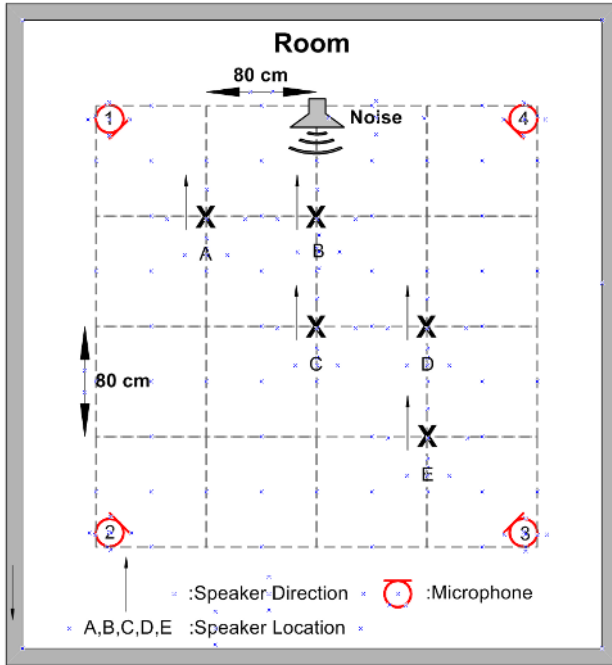 Room
80 cm
1
Noise
4
A
B
80 cm
C
D
E
2
3
:Speaker Direction
:Microphone
A,B,C,D,E :Speaker Location